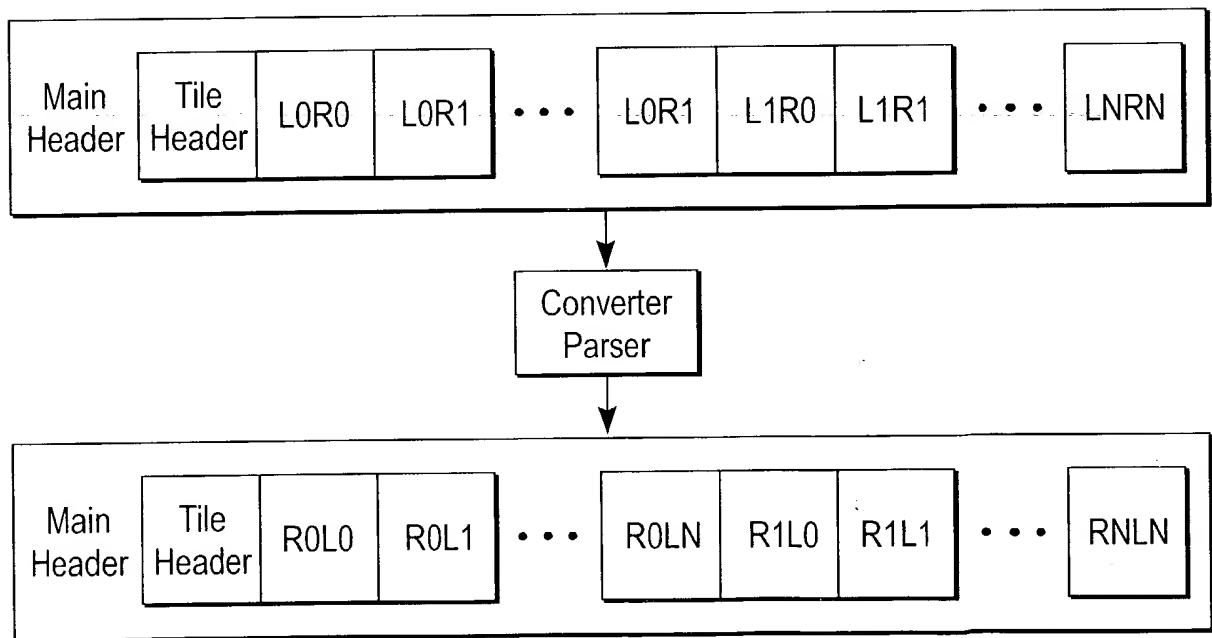 Main
Header
Tile
Header
L0R0
L0R1
• • •
L0R1
L1R0
L1R1
• • •
LNRN
Converter
Parser
Main
Header
Tile
Header
R0L0
R0L1
• • •
R0LN
R1L0
R1L1
• • •
RNLN